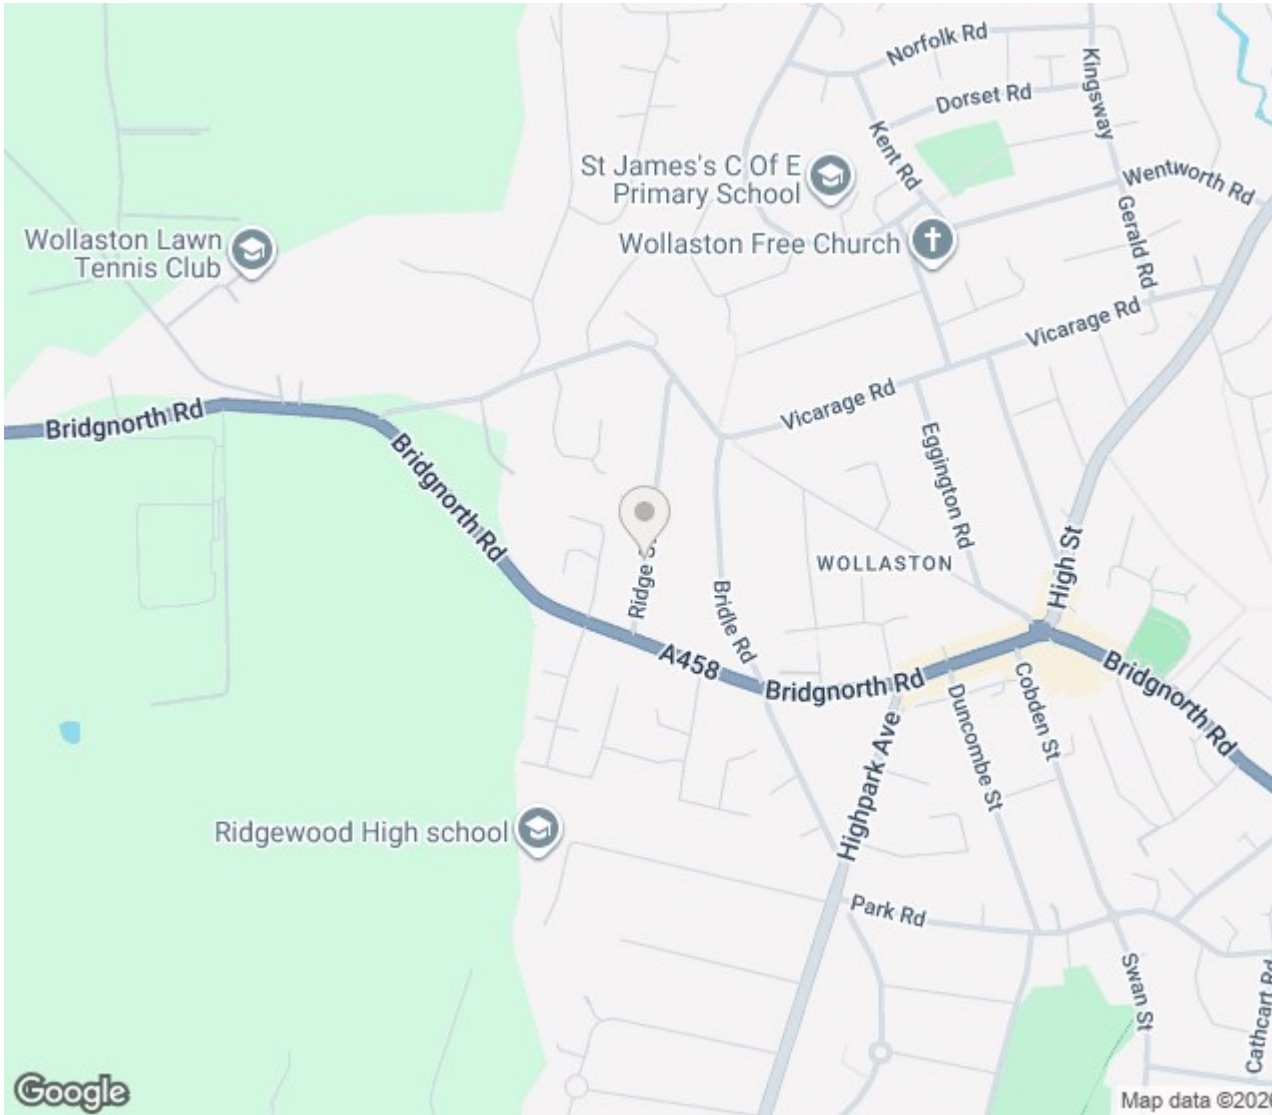 Norfolk Rd
Kingsway
Dorset Rd
Kent Rd
St James's C Of E
Primary School
Wentworth Rd
Wollaston Lawn
Tennis Club
Wollaston Free Church
Gerald Rd
Vicarage Rd
Bridgnorth Rd
Vicarage Rd
Bridgnorth Rd
Eggington Rd
High St
WOLLASTON
Ridge
Bridle Rd
A458
Bridgnorth Rd
Bridgnorth Rd
Cobden St
Duncombe St
Highpark Ave
Ridgewood High school
Park Rd
Swan St
Cathcart Rd
Google
Map data ©2026